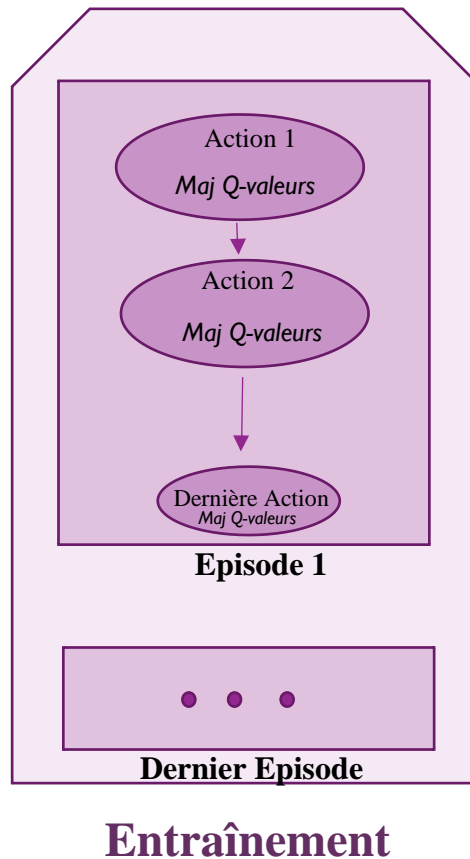 Action 1
Maj Q-valeurs
Action 2
Maj Q-valeurs
Dernière Action
Maj Q-valeurs
Episode 1
Dernier Episode
Entraînement